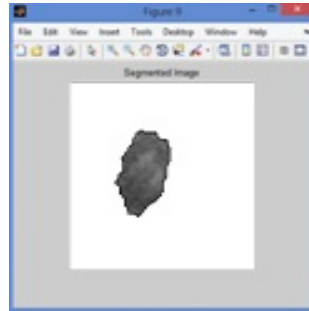 Figure 9
File Edit View Insert Tools Desktop Window Help
Segmented Image